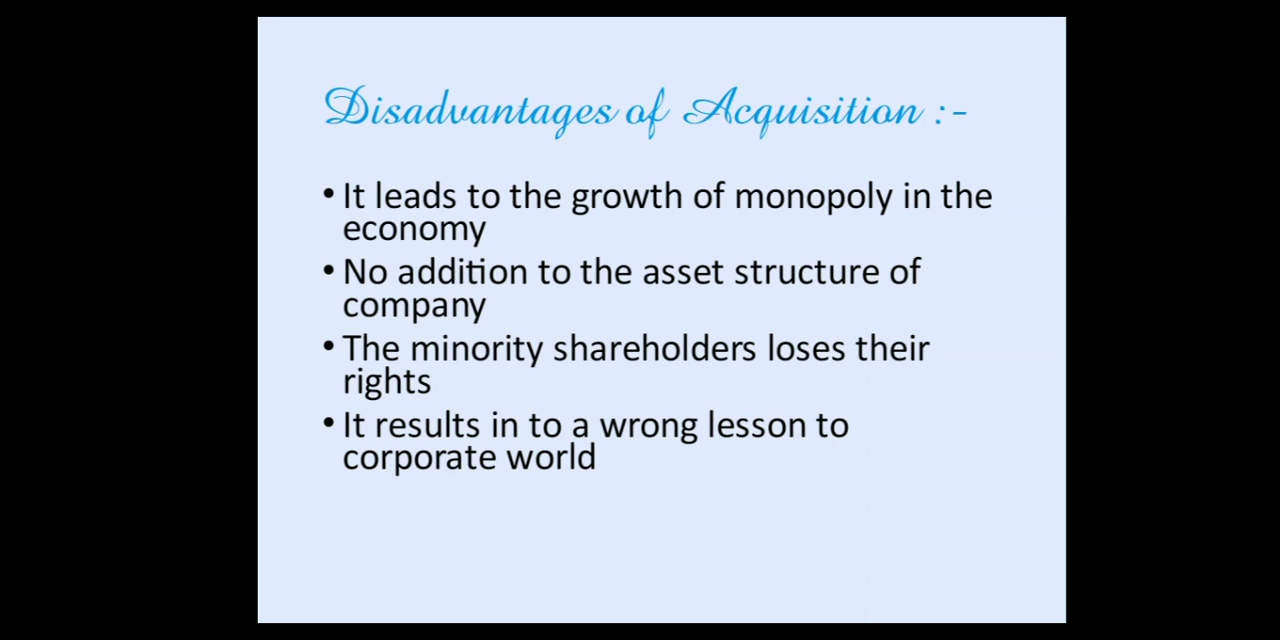 Disadvantages of Acquisition :-
• It leads to the growth of monopoly in the
economy
• No addition to the asset structure of
company
• The minority shareholders loses their
rights
• It results in to a wrong lesson to
corporate world